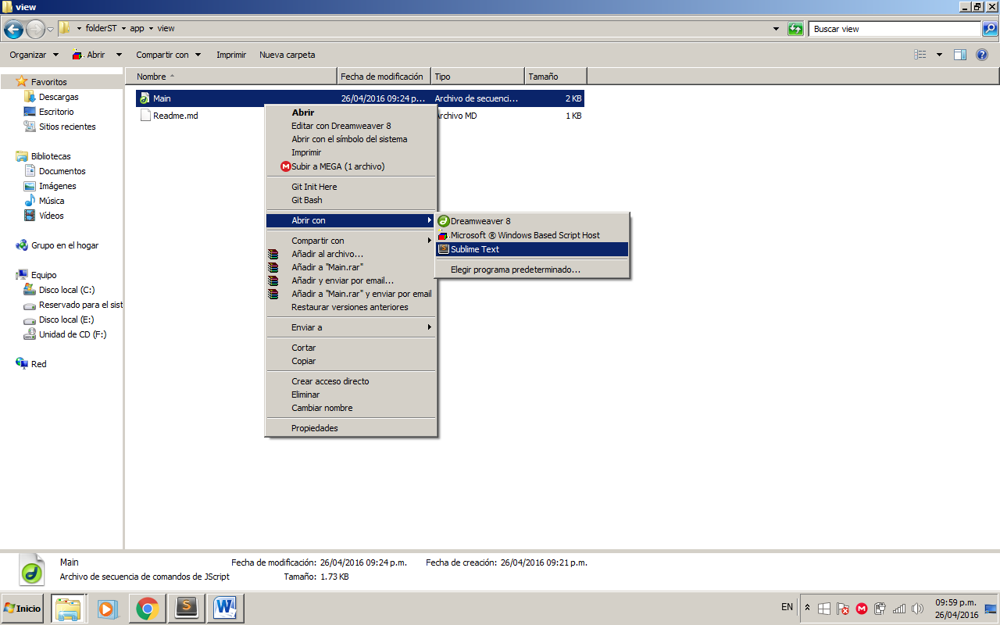 view
folderST app view
Buscar view
Organizar Abrir Compartir con Imprimir Nueva carpeta
Nombre Fecha de modificación Tipo Tamaño
Favoritos
Descargas
Escritorio
Sitios recientes
Bibliotecas
Documentos
Imágenes
Música
Vídeos
Grupo en el hogar
Equipo
Disco local (C:)
Reservado para el sist
Disco local (E:)
Unidad de CD (F:)
Red
Main 26/04/2016 09:24 p... Archivo de secuenci... 2 KB
Readme.md Archivo MD 1 KB
Abrir
Editar con Dreamweaver 8
Abrir con el símbolo del sistema
Imprimir
Subir a MEGA (1 archivo)
Git Init Here
Git Bash
Abrir con
Compartir con
Añadir al archivo...
Añadir a "Main.rar"
Añadir y enviar por email...
Añadir a "Main.rar" y enviar por email
Restaurar versiones anteriores
Enviar a
Cortar
Copiar
Crear acceso directo
Eliminar
Cambiar nombre
Propiedades
Dreamweaver 8
Microsoft ® Windows Based Script Host
Sublime Text
Elegir programa predeterminado...
Main Fecha de modificación: 26/04/2016 09:24 p.m. Fecha de creación: 26/04/2016 09:21 p.m.
Archivo de secuencia de comandos de JScript Tamaño: 1.73 KB
Inicio
EN
09:59 p.m.
26/04/2016